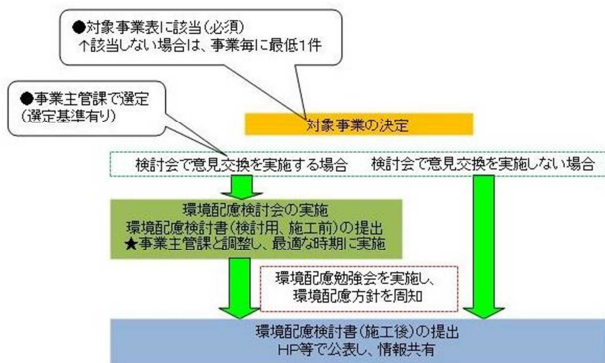 ●対象事業表に該当(必須)
↑該当しない場合は、事業毎に最低1件
●事業主管課で選定
(選定基準有り)
対象事業の決定
検討会で意見交換を実施する場合
検討会で意見交換を実施しない場合
環境配慮検討会の実施
環境配慮検討書(検討用、施工前)の提出
★事業主管課と調整し、最適な時期に実施
環境配慮勉強会を実施し、
環境配慮方針を周知
環境配慮検討書(施工後)の提出
HP等で公表し、情報共有